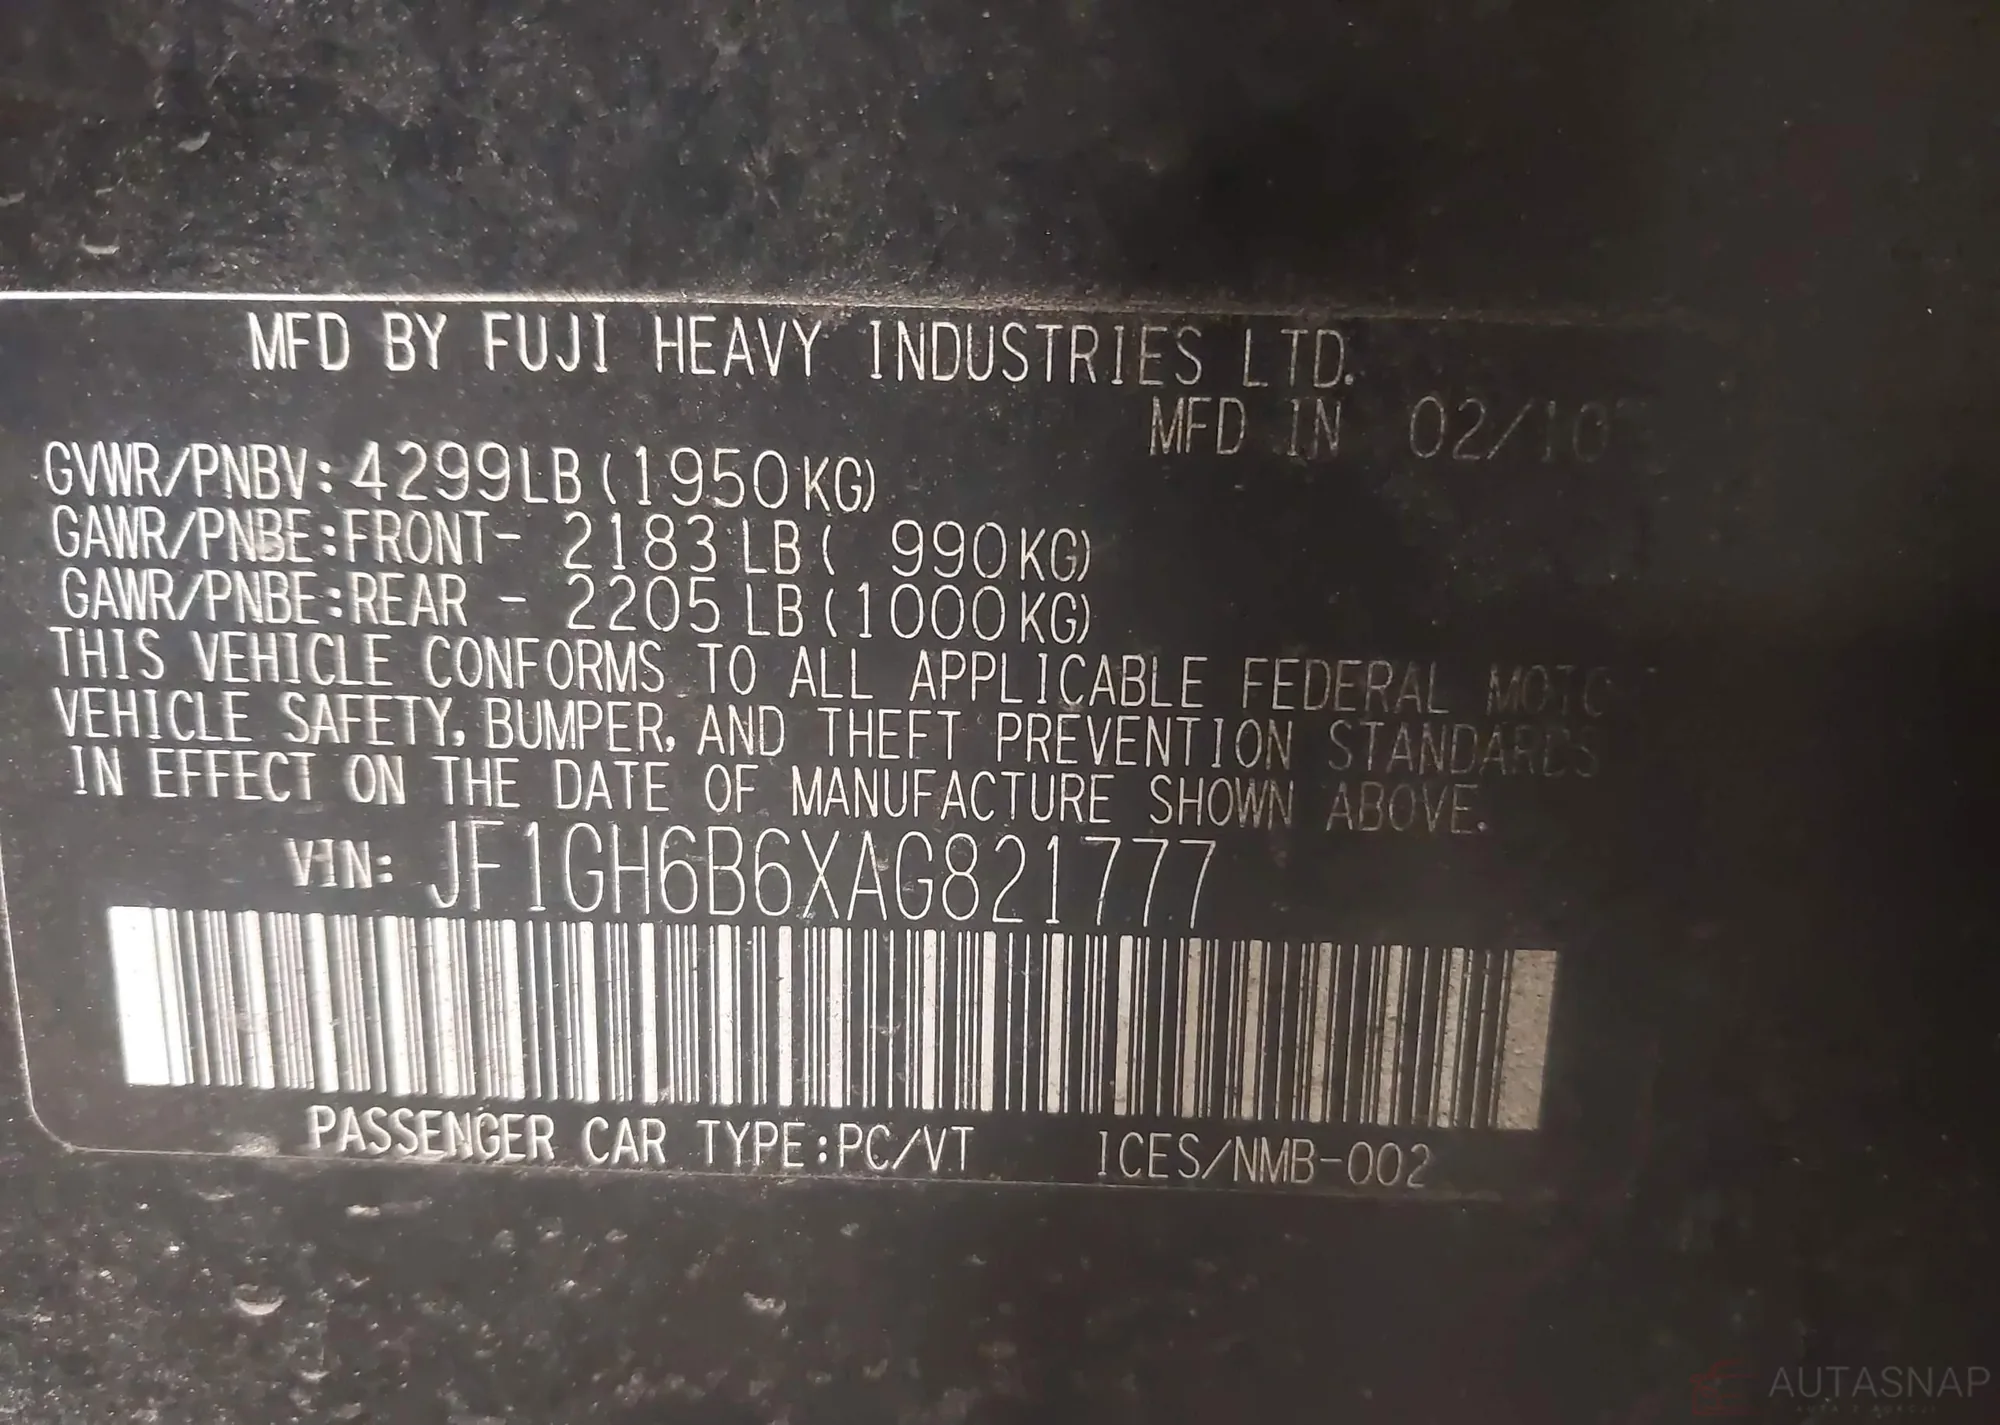 MFD BY FUJI HEAVY INDUSTRIES LTD.
MFD IN 02/10
GVWR/PNBV:4299LB(1950KG)
GAWR/PNBE:FRONT- 2183LB( 990KG)
GAWR/PNBE:REAR - 2205LB(1000KG)
THIS VEHICLE CONFORMS TO ALL APPLICABLE FEDERAL MOTO
VEHICLE SAFETY, BUMPER, AND THEFT PREVENTION STANDARDS
IN EFFECT ON THE DATE OF MANUFACTURE SHOWN ABOVE.
VIN: JF1GH6B6XAG821777
PASSENGER CAR TYPE:PC/VT ICES/NMB-002
AUTASNAP